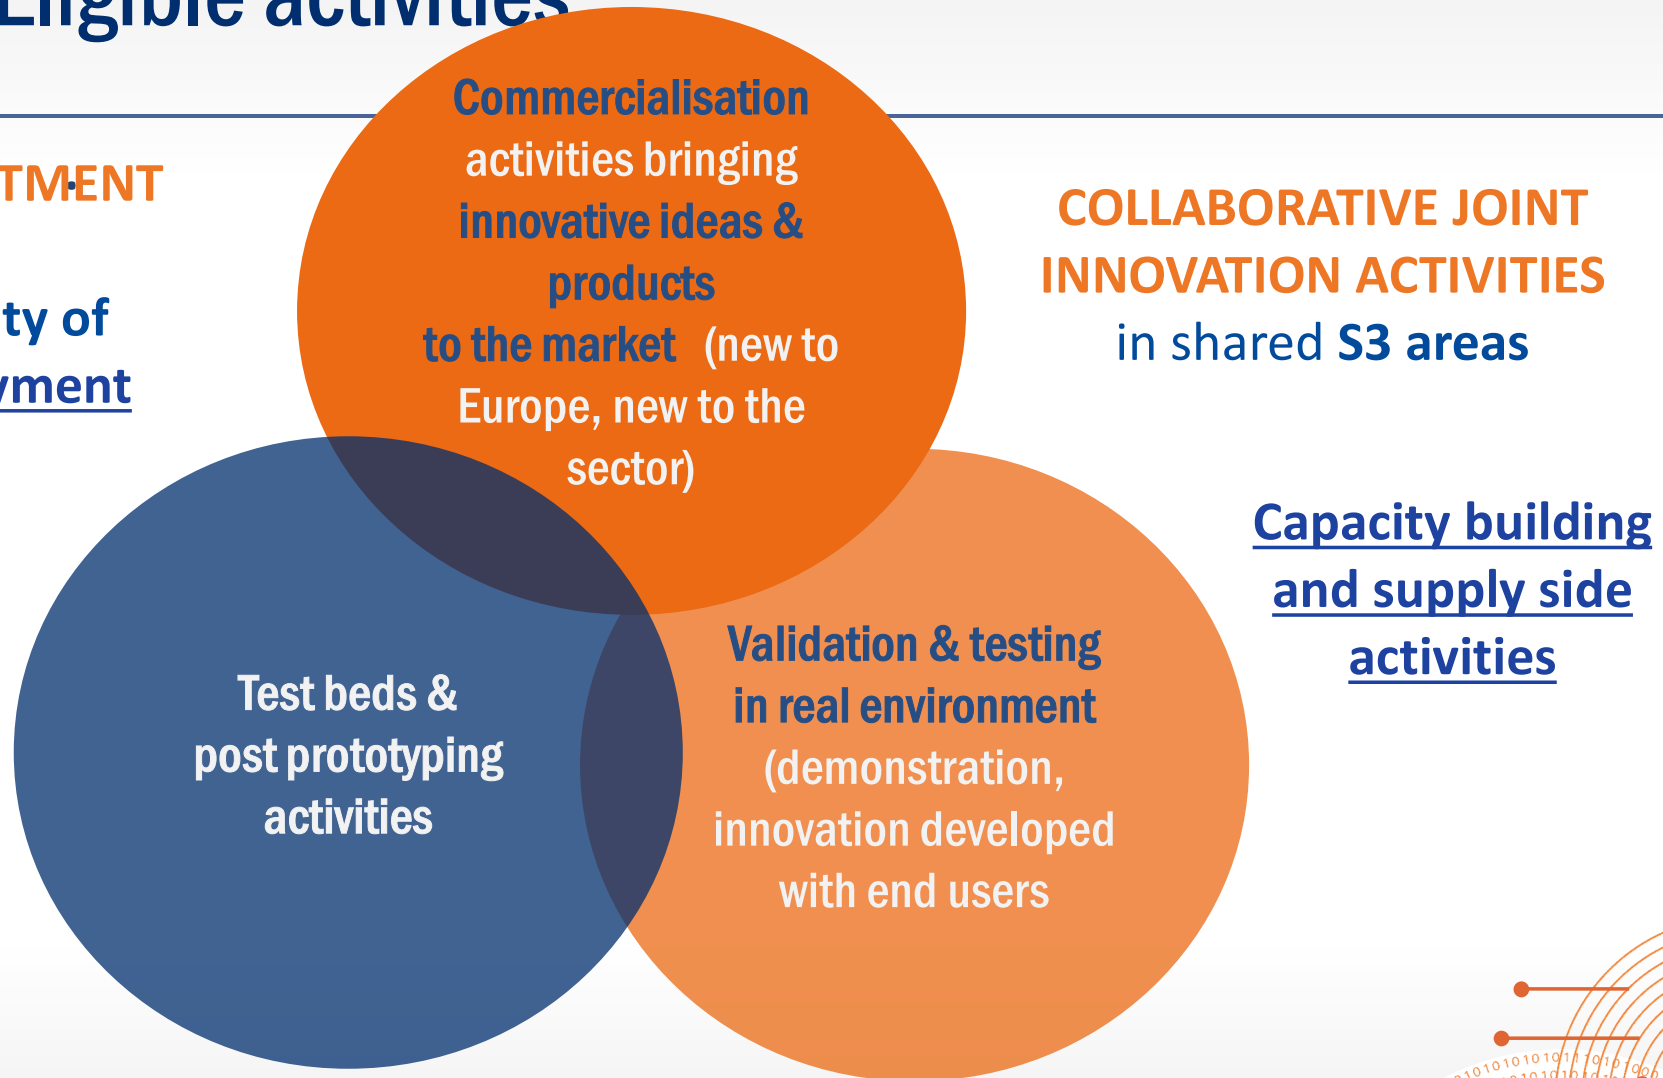 Eligible activities
TMENT
ty of
yment
Commercialisation
activities bringing
innovative ideas &
products
to the market (new to
Europe, new to the
sector)
COLLABORATIVE JOINT
INNOVATION ACTIVITIES
in shared S3 areas
Capacity building
and supply side
activities
Test beds &
post prototyping
activities
Validation & testing
in real environment
(demonstration,
innovation developed
with end users